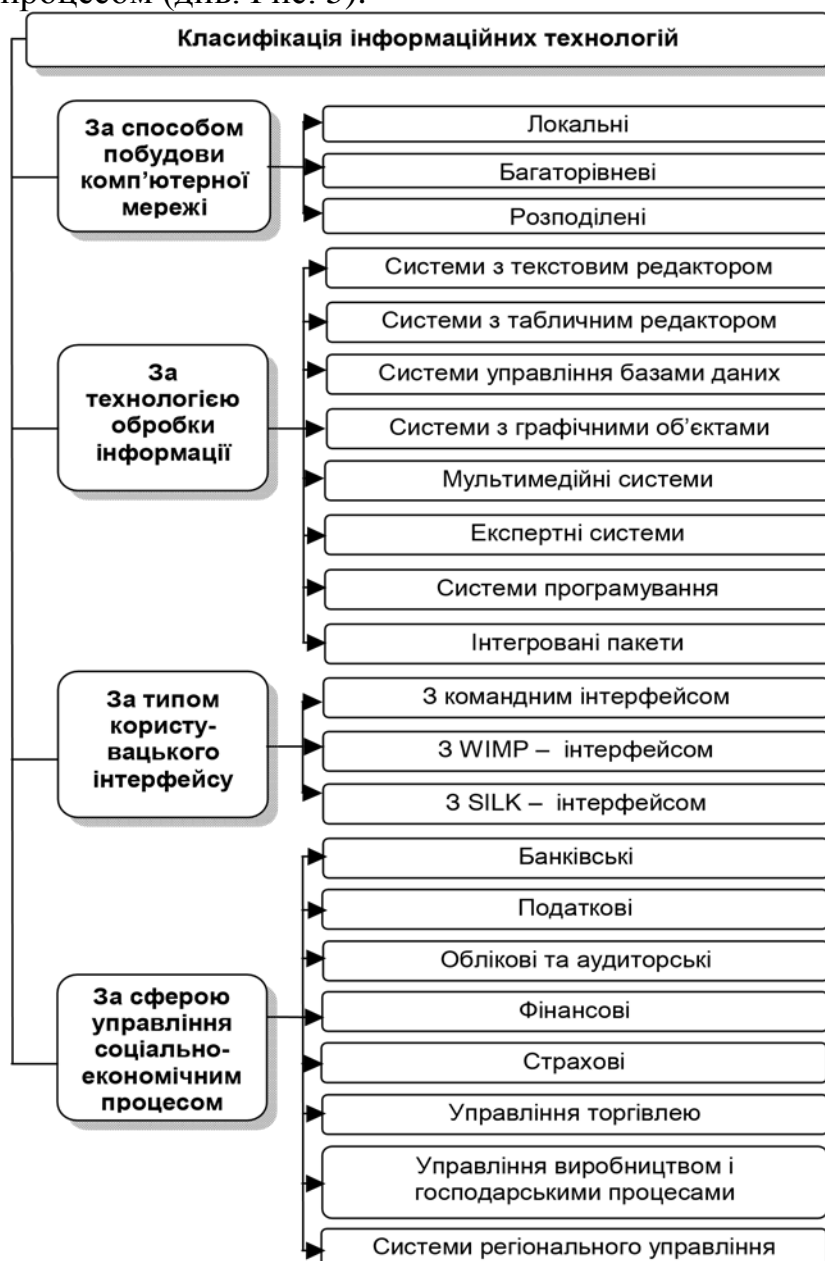 процесом (див. Рис. 3).
Класифікація інформаційних технологій
За способом
побудови
комп’ютерної
мережі
Локальні
Багаторівневі
Розподілені
За
технологією
обробки
інформації
Системи з текстовим редактором
Системи з табличним редактором
Системи управління базами даних
Системи з графічними об’єктами
Мультимедійні системи
Експертні системи
Системи програмування
Інтегровані пакети
За типом
користу-
вацького
інтерфейсу
З командним інтерфейсом
З WIMP – інтерфейсом
З SILK – інтерфейсом
За сферою
управління
соціально-
економічним
процесом
Банківські
Податкові
Облікові та аудиторські
Фінансові
Страхові
Управління торгівлею
Управління виробництвом і
господарськими процесами
Системи регіонального управління